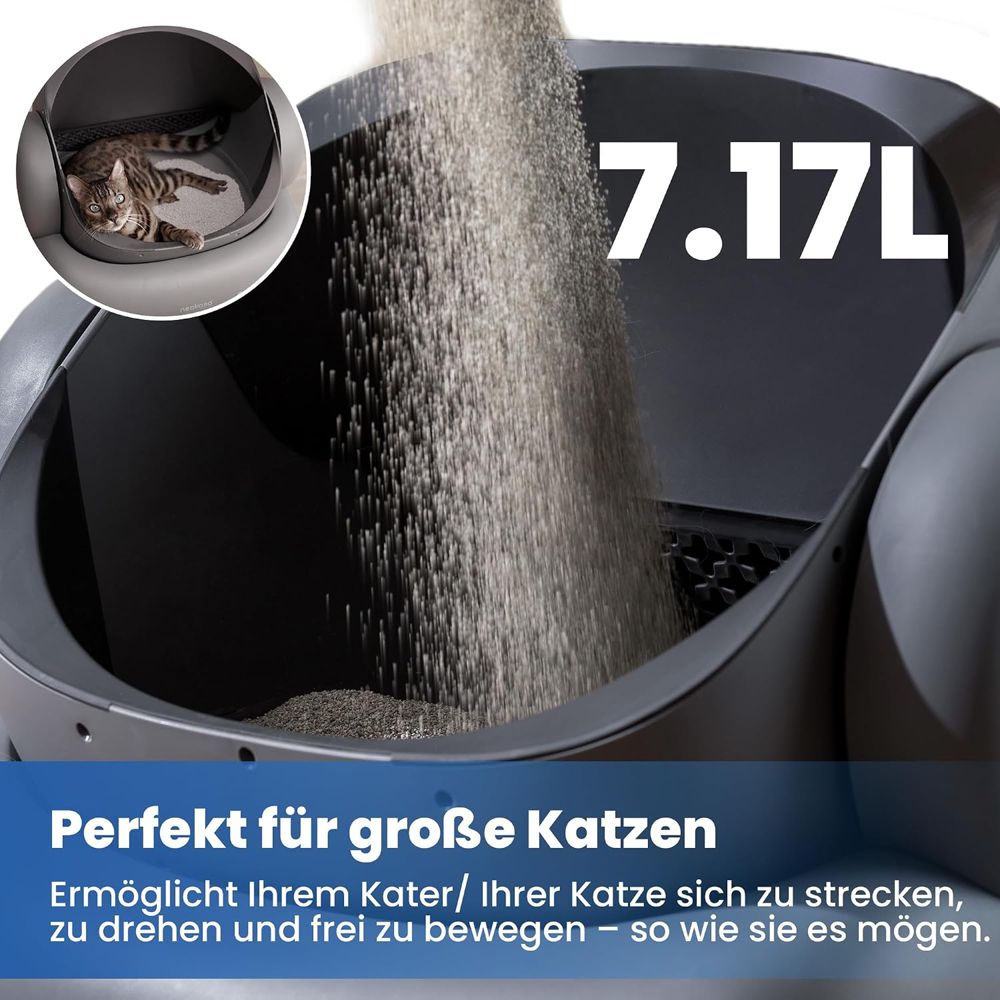 7.17L
neolmed
Perfekt für große Katzen
Ermöglicht Ihrem Kater/ Ihrer Katze sich zu strecken,
zu drehen und frei zu bewegen – so wie sie es mögen.